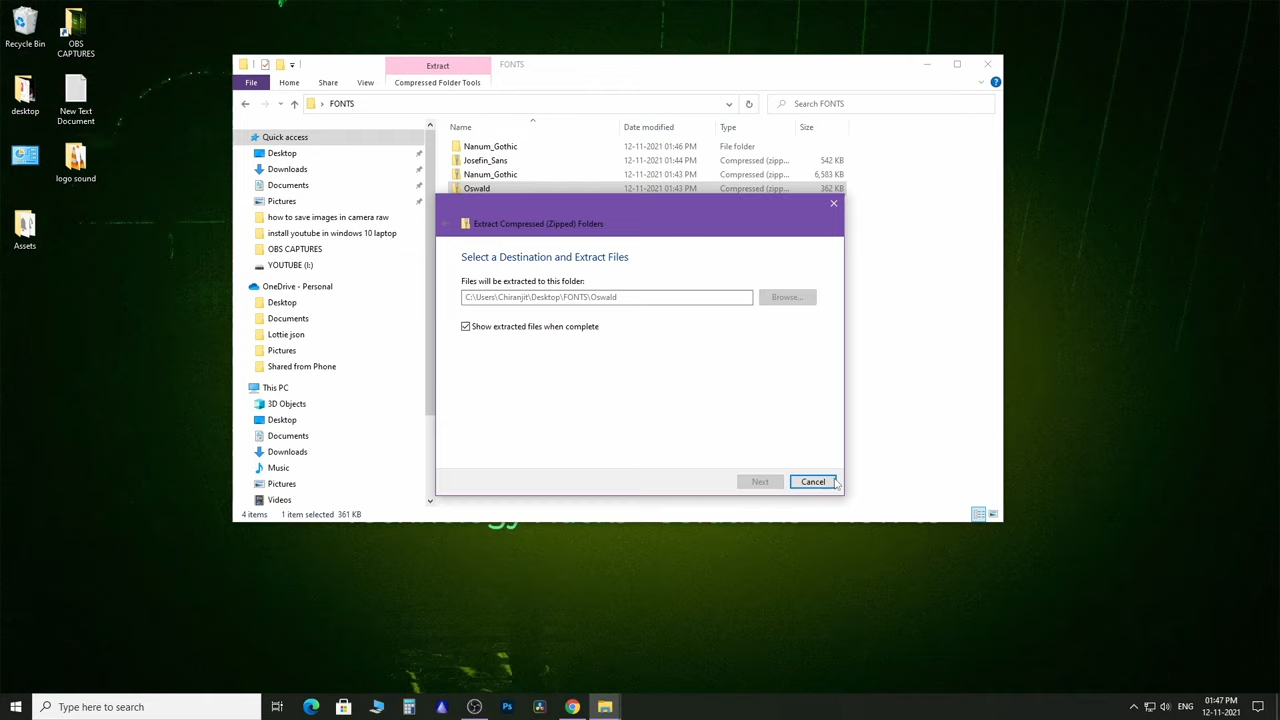 Recycle Bin
OBS
CAPTURES
desktop
New Text
Document
logo sound
Assets
Extract
FONTS
File
Home
Share
View
Compressed Folder Tools
FONTS
Search FONTS
Name
Date modified
Type
Size
Nanum_Gothic
12-11-2021 01:46 PM
File folder
Josefin_Sans
12-11-2021 01:44 PM
Compressed (zipp...
542 KB
Nanum_Gothic
12-11-2021 01:43 PM
Compressed (zipp...
6,583 KB
Oswald
12-11-2021 01:43 PM
Compressed (zipp...
362 KB
Quick access
Desktop
Downloads
Documents
Pictures
how to save images in camera raw
install youtube in windows 10 laptop
OBS CAPTURES
YOUTUBE (I:)
OneDrive - Personal
Desktop
Documents
Lottie json
Pictures
Shared from Phone
This PC
3D Objects
Desktop
Documents
Downloads
Music
Pictures
Videos
Extract Compressed (Zipped) Folders
Select a Destination and Extract Files
Files will be extracted to this folder:
C:\Users\Chiranjit\Desktop\FONTS\Oswald
Browse...
Show extracted files when complete
Next
Cancel
4 items
1 item selected 361 KB
Type here to search
Ps
ENG
01:47 PM
12-11-2021